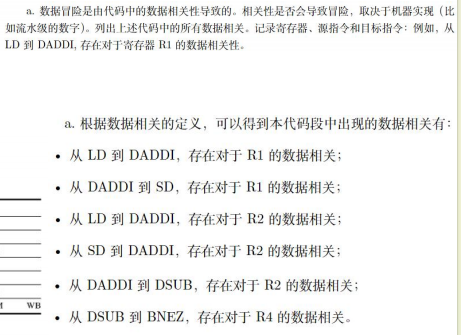 a. 数据冒险是由代码中的数据相关性导致的。相关性是否会导致冒险，取决于机器实现（比
如流水级的数字）。列出上述代码中的所有数据相关。记录寄存器、源指令和目标指令：例如，从
LD 到 DADDI, 存在对于寄存器 R1 的数据相关性。
a. 根据数据相关的定义，可以得到本代码段中出现的数据相关有：
• 从 LD 到 DADDI，存在对于 R1 的数据相关；
• 从 DADDI 到 SD，存在对于 R1 的数据相关；
• 从 LD 到 DADDI，存在对于 R2 的数据相关；
• 从 SD 到 DADDI，存在对于 R2 的数据相关；
• 从 DADDI 到 DSUB，存在对于 R2 的数据相关；
• 从 DSUB 到 BNEZ，存在对于 R4 的数据相关。
WB